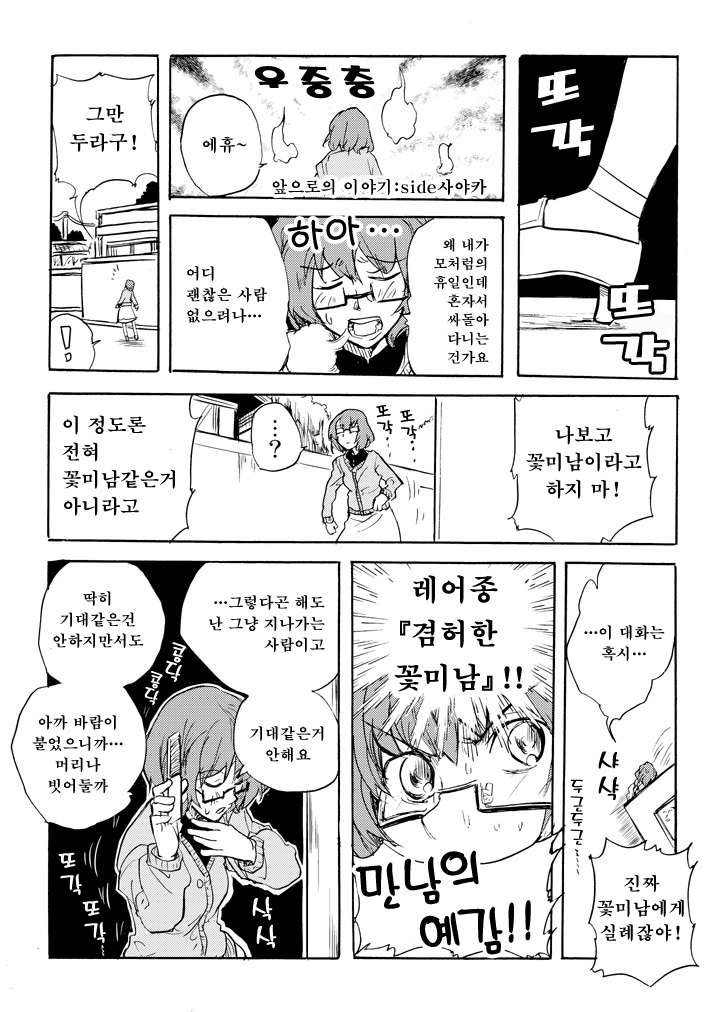 또각
또각
우중충
에휴~
앞으로의 이야기:side사야카
하아…
왜 내가
모처럼의
휴일인데
혼자서
싸돌아
다니는
건가요
어디
괜찮은 사람
없으려나…
그만
두라구!
!
나보고
꽃미남이라고
하지 마!
또각
또각
…?
이 정도론
전혀
꽃미남같은거
아니라고
…이 대화는
혹시…
샤샥
두근두근…
진짜
꽃미남에게
실례잖아!
레어종
『겸허한
꽃미남』!!
만남의
예감!!
…그렇다곤 해도
난 그냥 지나가는
사람이고
기대같은거
안해요
딱히
기대같은건
안하지만서도
콩닥
콩닥
아까 바람이
불었으니까…
머리나
빗어둘까
또각
또각
삭
삭